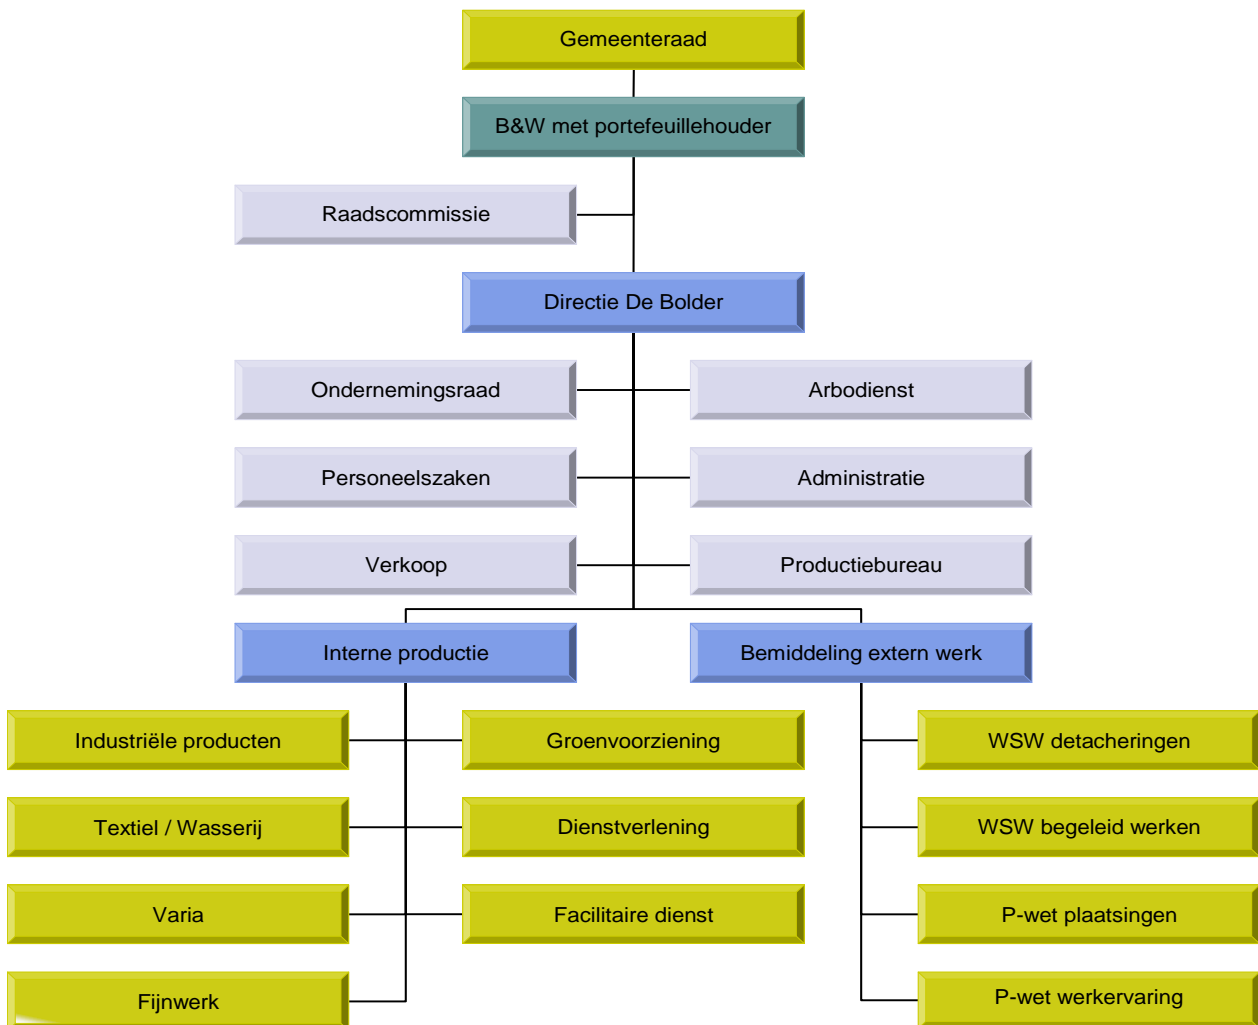 Gemeenteraad
B&W met portefeuillehouder
Raadscommissie
Directie De Bolder
Ondernemingsraad
Arbodienst
Personeelszaken
Administratie
Verkoop
Productiebureau
Interne productie
Bemiddeling extern werk
Industriële producten
Groenvoorziening
WSW detacheringen
Textiel / Wasserij
Dienstverlening
WSW begeleid werken
Varia
Facilitaire dienst
P-wet plaatsingen
Fijnwerk
P-wet werkervaring